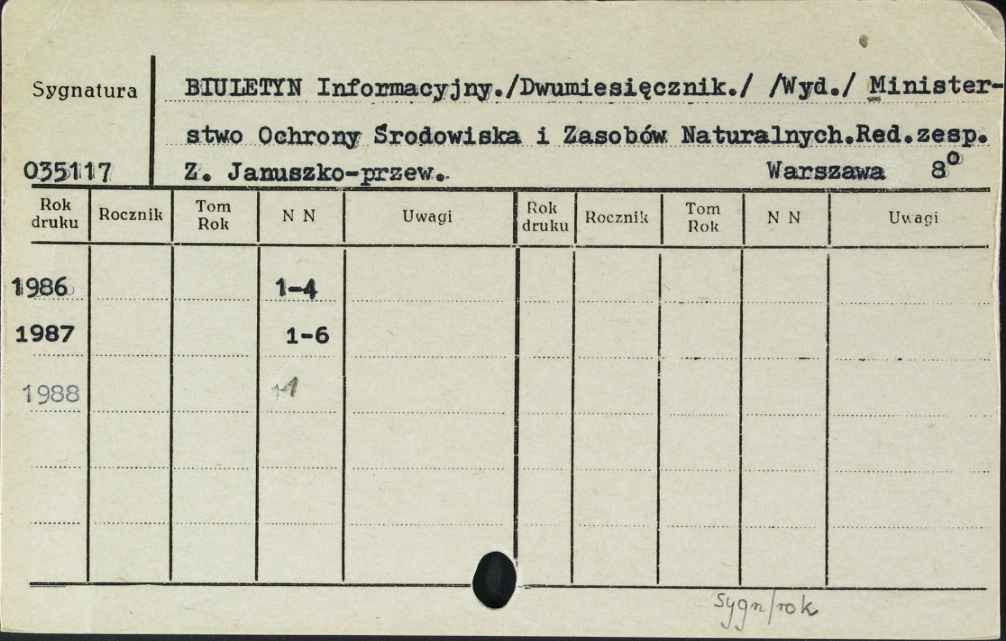 Sygnatura
BIULETYN Informacyjny./Dwumiesięcznik./ /Wyd./ Minister-
stwo Ochrony Środowiska i Zasobów Naturalnych.Red.zesp.
035117 Z. Januszko-przew. Warszawa 8°
Rok druku Rocznik Tom Rok N N Uwagi Rok druku Rocznik Tom Rok N N Uwagi
1986 1-4
1987 1-6
1988 1
sygn/rok